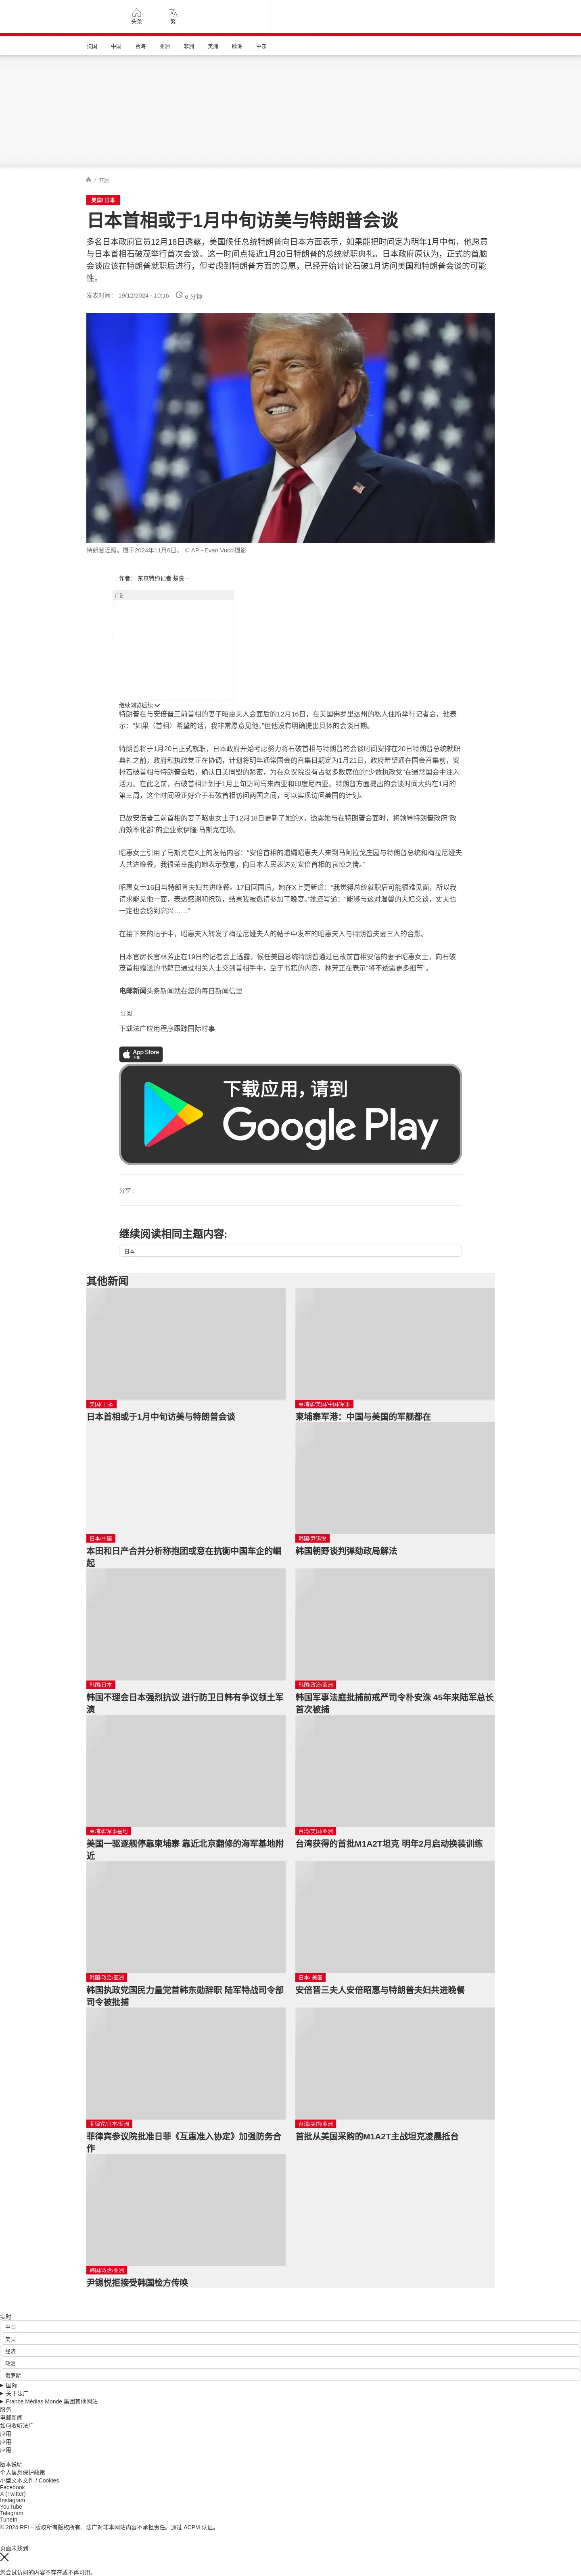 头条
繁
法国 中国 台海 亚洲 非洲 美洲 欧洲 中东
/ 亚洲
美国/ 日本
日本首相或于1月中旬访美与特朗普会谈
多名日本政府官员12月18日透露，美国候任总统特朗普向日本方面表示，如果能把时间定为明年1月中旬，他愿意
与日本首相石破茂举行首次会谈。这一时间点接近1月20日特朗普的总统就职典礼。日本政府原认为，正式的首脑
会谈应该在特朗普就职后进行，但考虑到特朗普方面的意愿，已经开始讨论石破1月访问美国和特朗普会谈的可能
性。
发表时间： 19/12/2024 - 10:16 6 分钟
特朗普近照。摄于2024年11月6日。 © AP - Evan Vucci摄影
作者： 东京特约记者 楚良一
广告
继续浏览后续
特朗普在与安倍晋三前首相的妻子昭惠夫人会面后的12月16日，在美国佛罗里达州的私人住所举行记者会，他表
示：“如果（首相）希望的话，我非常愿意见他。”但他没有明确提出具体的会谈日期。
特朗普将于1月20日正式就职，日本政府开始考虑努力将石破首相与特朗普的会谈时间安排在20日特朗普总统就职
典礼之前，政府和执政党正在协调，计划将明年通常国会的召集日期定为1月21日，政府希望通在国会召集前，安
排石破首相与特朗普会晤，确认日美同盟的紧密，为在众议院没有占据多数席位的“少数执政党”在通常国会中注入
活力。在此之前，石破首相计划于1月上旬访问马来西亚和印度尼西亚。特朗普方面提出的会谈时间大约在1月的
第三周，这个时间段正好介于石破首相访问两国之间，可以实现访问美国的计划。
已故安倍晋三前首相的妻子昭惠女士于12月18日更新了她的X，透露她与在特朗普会面时，将领导特朗普政府“政
府效率化部”的企业家伊隆·马斯克在场。
昭惠女士引用了马斯克在X上的发帖内容：“安倍首相的遗孀昭惠夫人来到马阿拉戈庄园与特朗普总统和梅拉尼娅夫
人共进晚餐，我很荣幸能向她表示敬意，向日本人民表达对安倍首相的哀悼之情。”
昭惠女士16日与特朗普夫妇共进晚餐。17日回国后，她在X上更新道：“我觉得总统就职后可能很难见面，所以我
请求能见他一面，表达感谢和祝贺，结果我被邀请参加了晚宴。”她还写道：“能够与这对温馨的夫妇交谈，丈夫也
一定也会感到高兴……”
在接下来的帖子中，昭惠夫人转发了梅拉尼娅夫人的帖子中发布的昭惠夫人与特朗普夫妻三人的合影。
日本官房长官林芳正在19日的记者会上透露，候任美国总统特朗普通过已故前首相安倍的妻子昭惠女士，向石破
茂首相赠送的书籍已通过相关人士交到首相手中，至于书籍的内容，林芳正在表示“将不透露更多细节”。
电邮新闻头条新闻就在您的每日新闻信里
订阅
下载法广应用程序跟踪国际时事
App Store
下载
下载应用，请到
Google Play
分享 :
继续阅读相同主题内容:
日本
其他新闻
美国/ 日本
日本首相或于1月中旬访美与特朗普会谈
柬埔寨/美国/中国/军事
柬埔寨军港：中国与美国的军舰都在
日本/中国
本田和日产合并分析称抱团或意在抗衡中国车企的崛
起
韩国/尹锡悦
韩国朝野谈判弹劾政局解法
韩国/日本
韩国不理会日本强烈抗议 进行防卫日韩有争议领土军
演
韩国/政治/亚洲
韩国军事法庭批捕前戒严司令朴安洙 45年来陆军总长
首次被捕
柬埔寨/军事基地
美国一驱逐舰停靠柬埔寨 靠近北京翻修的海军基地附
近
台湾/美国/亚洲
台湾获得的首批M1A2T坦克 明年2月启动换装训练
韩国/政治/亚洲
韩国执政党国民力量党首韩东勋辞职 陆军特战司令部
司令被批捕
日本/ 美国
安倍晋三夫人安倍昭惠与特朗普夫妇共进晚餐
菲律宾/日本/亚洲
菲律宾参议院批准日菲《互惠准入协定》加强防务合
作
台湾/美国/亚洲
首批从美国采购的M1A2T主战坦克凌晨抵台
韩国/政治/亚洲
尹锡悦拒接受韩国检方传唤
实时
中国
美国
经济
政治
俄罗斯
国际
关于法广
France Médias Monde 集团其他网站
服务
电邮新闻
如何收听法广
应用
应用
应用
版本说明
个人信息保护政策
小型文本文件 / Cookies
Facebook
X (Twitter)
Instagram
YouTube
Telegram
TuneIn
© 2024 RFI – 版权所有版权所有。法广对非本网站内容不承担责任。通过 ACPM 认证。
页面未找到
您尝试访问的内容不存在或不再可用。